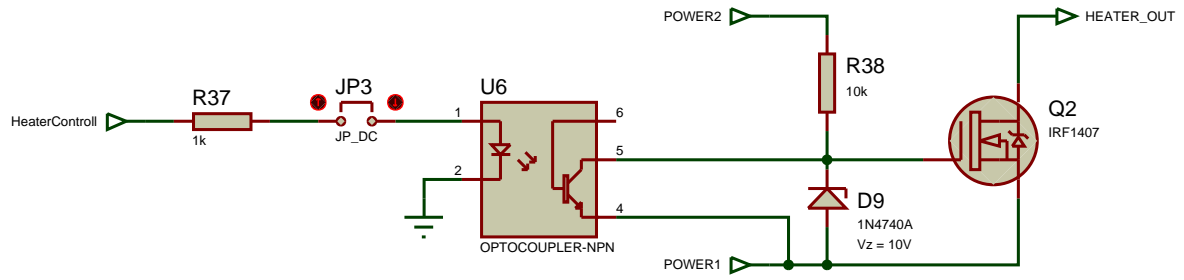 POWER2
HEATER_OUT
R38
10k
R37
1k
JP3
JP_DC
U6
1
2
6
5
4
OPTOCOUPLER-NPN
HeaterControll
Q2
IRF1407
D9
1N4740A
Vz = 10V
POWER1